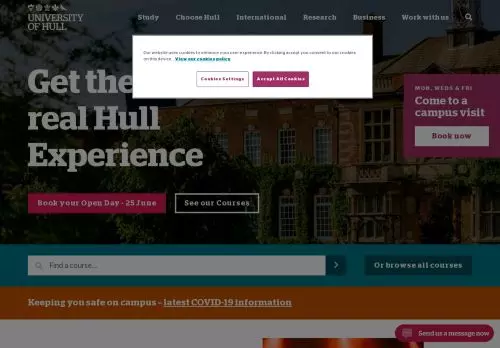 UNIVERSITY
OF HULL
Study
Choose Hull
International
Research
Business
Work with us
Our website uses cookies to enhance your user experience. By clicking accept you consent to our cookies
on this device. View our cookies policy
Cookies Settings
Accept All Cookies
Get the
real Hull
Experience
MON, WEDS & FRI
Come to a
campus visit
Book now
Book your Open Day - 25 June
See our Courses
Find a course...
Or browse all courses
Keeping you safe on campus – latest COVID-19 information
Send us a message now